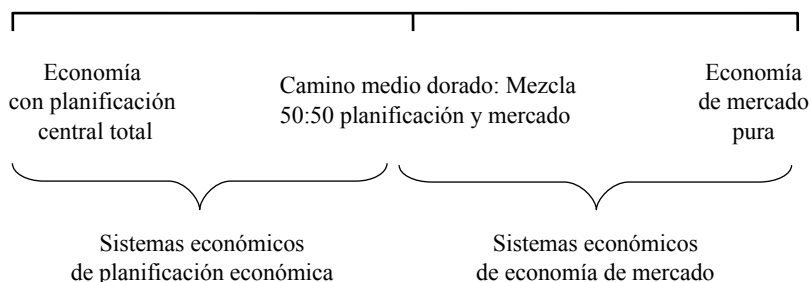 Economía
con planificación
central total
Camino medio dorado: Mezcla
50:50 planificación y mercado
Economía
de mercado
pura
Sistemas económicos
de planificación económica
Sistemas económicos
de economía de mercado